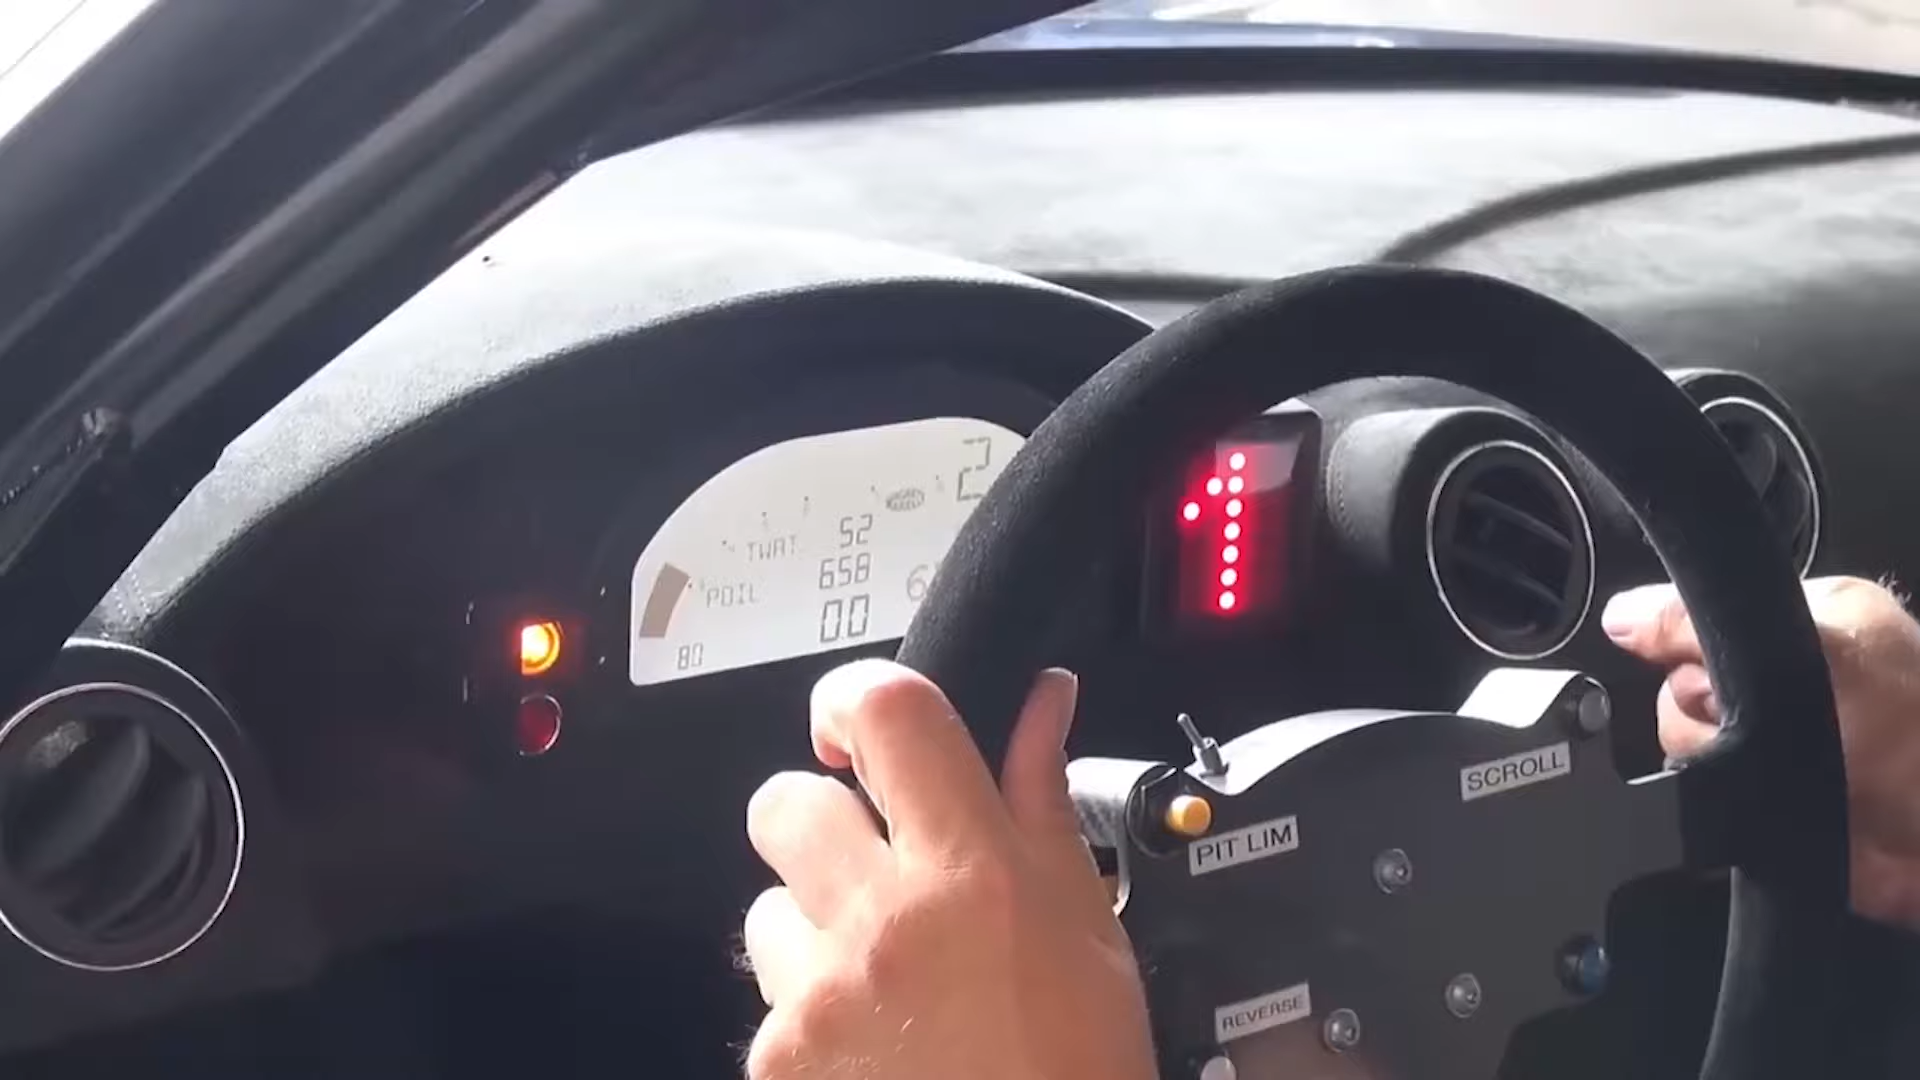 2
TWAT 52
POIL 658
0.0
80
1
SCROLL
PIT LIM
REVERSE